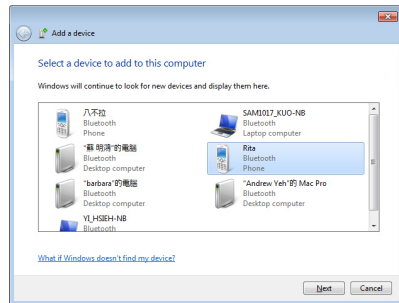 Add a device
Select a device to add to this computer
Windows will continue to look for new devices and display them here.
八不拉
Bluetooth
Phone
SAM1017_KUO-NB
Bluetooth
Laptop computer
"蘇 明鴻"的電腦
Bluetooth
Desktop computer
Rita
Bluetooth
Phone
"barbara"的電腦
Bluetooth
Desktop computer
"Andrew Yeh"的 Mac Pro
Bluetooth
Desktop computer
YJ_HSIEH-NB
Bluetooth
What if Windows doesn't find my device?
Next
Cancel